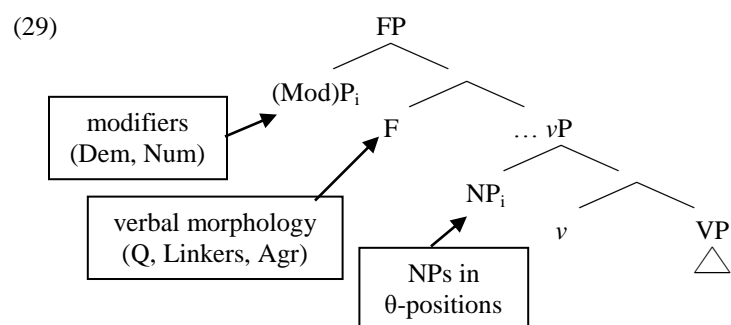 (29)
FP
(Mod)Pi
modifiers
(Dem, Num)
F
… vP
NPi
verbal morphology
(Q, Linkers, Agr)
v
VP
NPs in
θ-positions